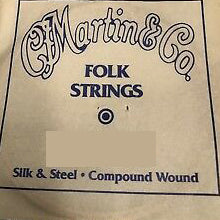 C.F. Martin & Co.
FOLK
STRINGS
Silk & Steel • Compound Wound